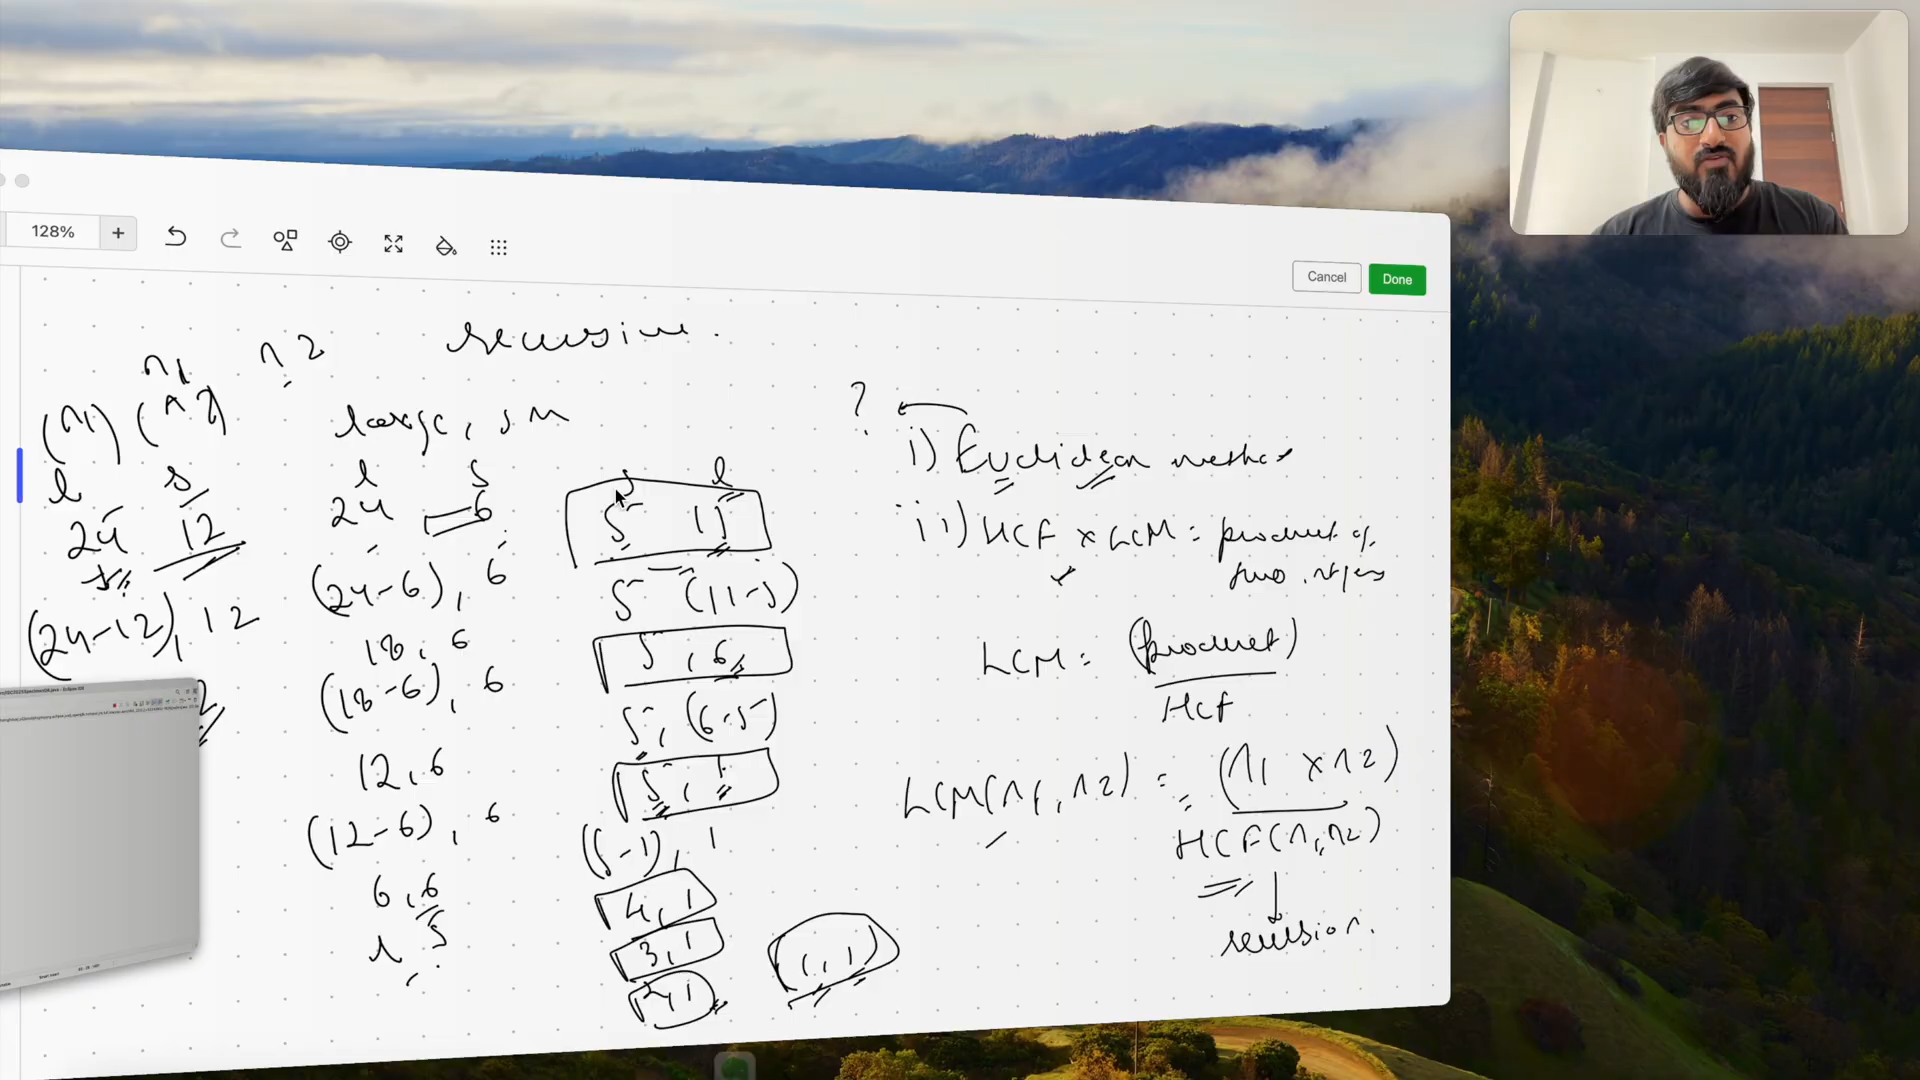 128% +
Cancel Done
recursive.
n1 n2
(n1) (n2)
large, sm
l s
24 12
(24-12), 12
l s
24 6
(24-6), 6
18, 6
(18-6), 6
12, 6
(12-6), 6
6, 6
s l
5 11
5 (11-5)
5, 6
5, (6-5)
5, 1
(5-1), 1
4, 1
3, 1
2, 1
1, 1
?
i) Euclidean method
ii) HCF x LCM = product of
two
LCM = (product)
HCF
LCM(n1, n2) = (n1 x n2)
HCF(n1, n2)
recursion.